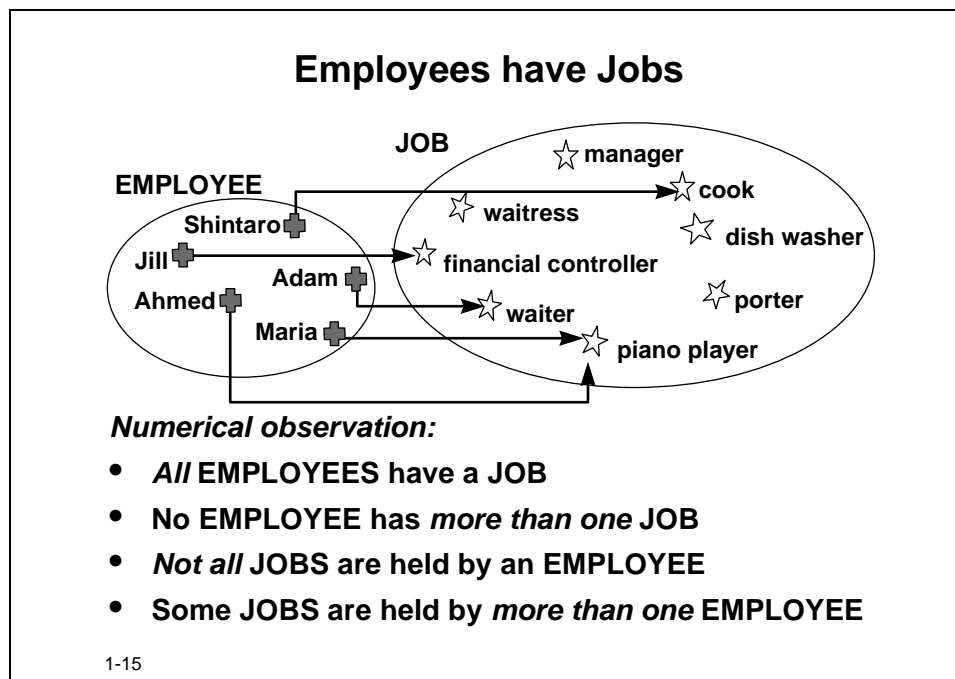 Employees have Jobs
JOB
manager
EMPLOYEE
cook
waitress
Shintaro
dish washer
Jill
financial controller
Adam
Ahmed
porter
waiter
Maria
piano player
Numerical observation:
• All EMPLOYEES have a JOB
• No EMPLOYEE has more than one JOB
• Not all JOBS are held by an EMPLOYEE
• Some JOBS are held by more than one EMPLOYEE
1-15